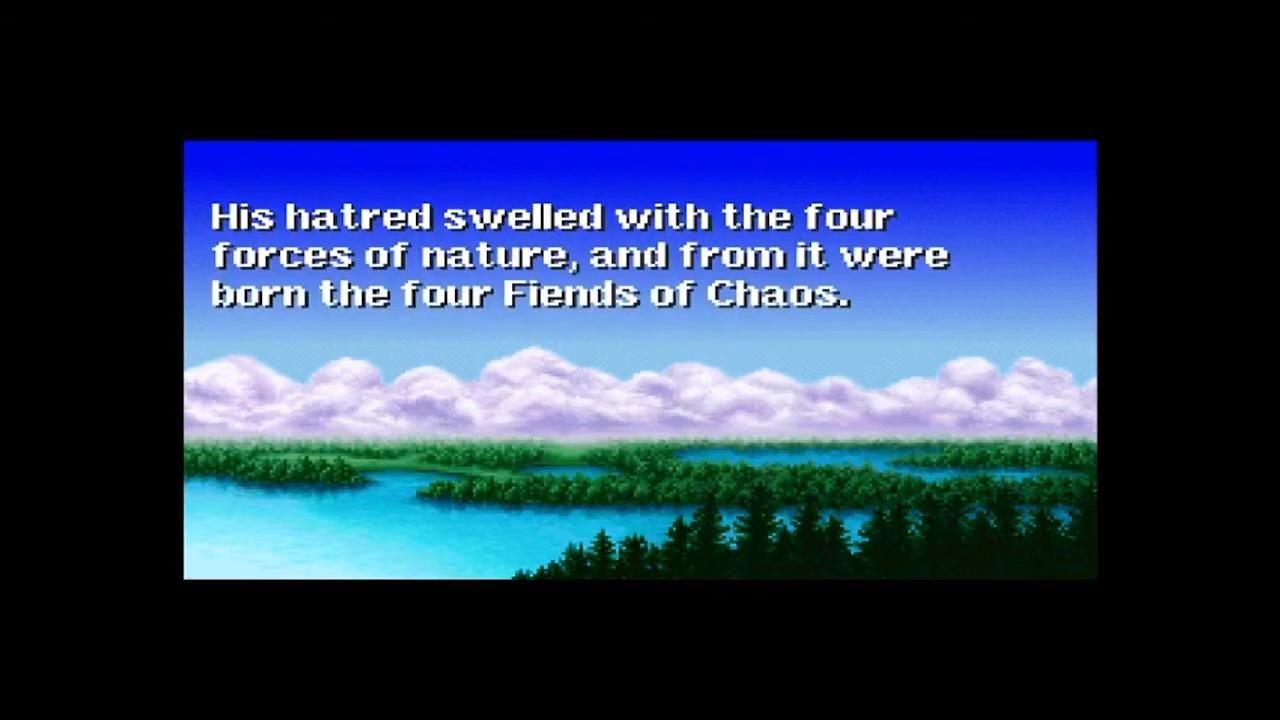 His hatred swelled with the four
forces of nature, and from it were
born the four Fiends of Chaos.